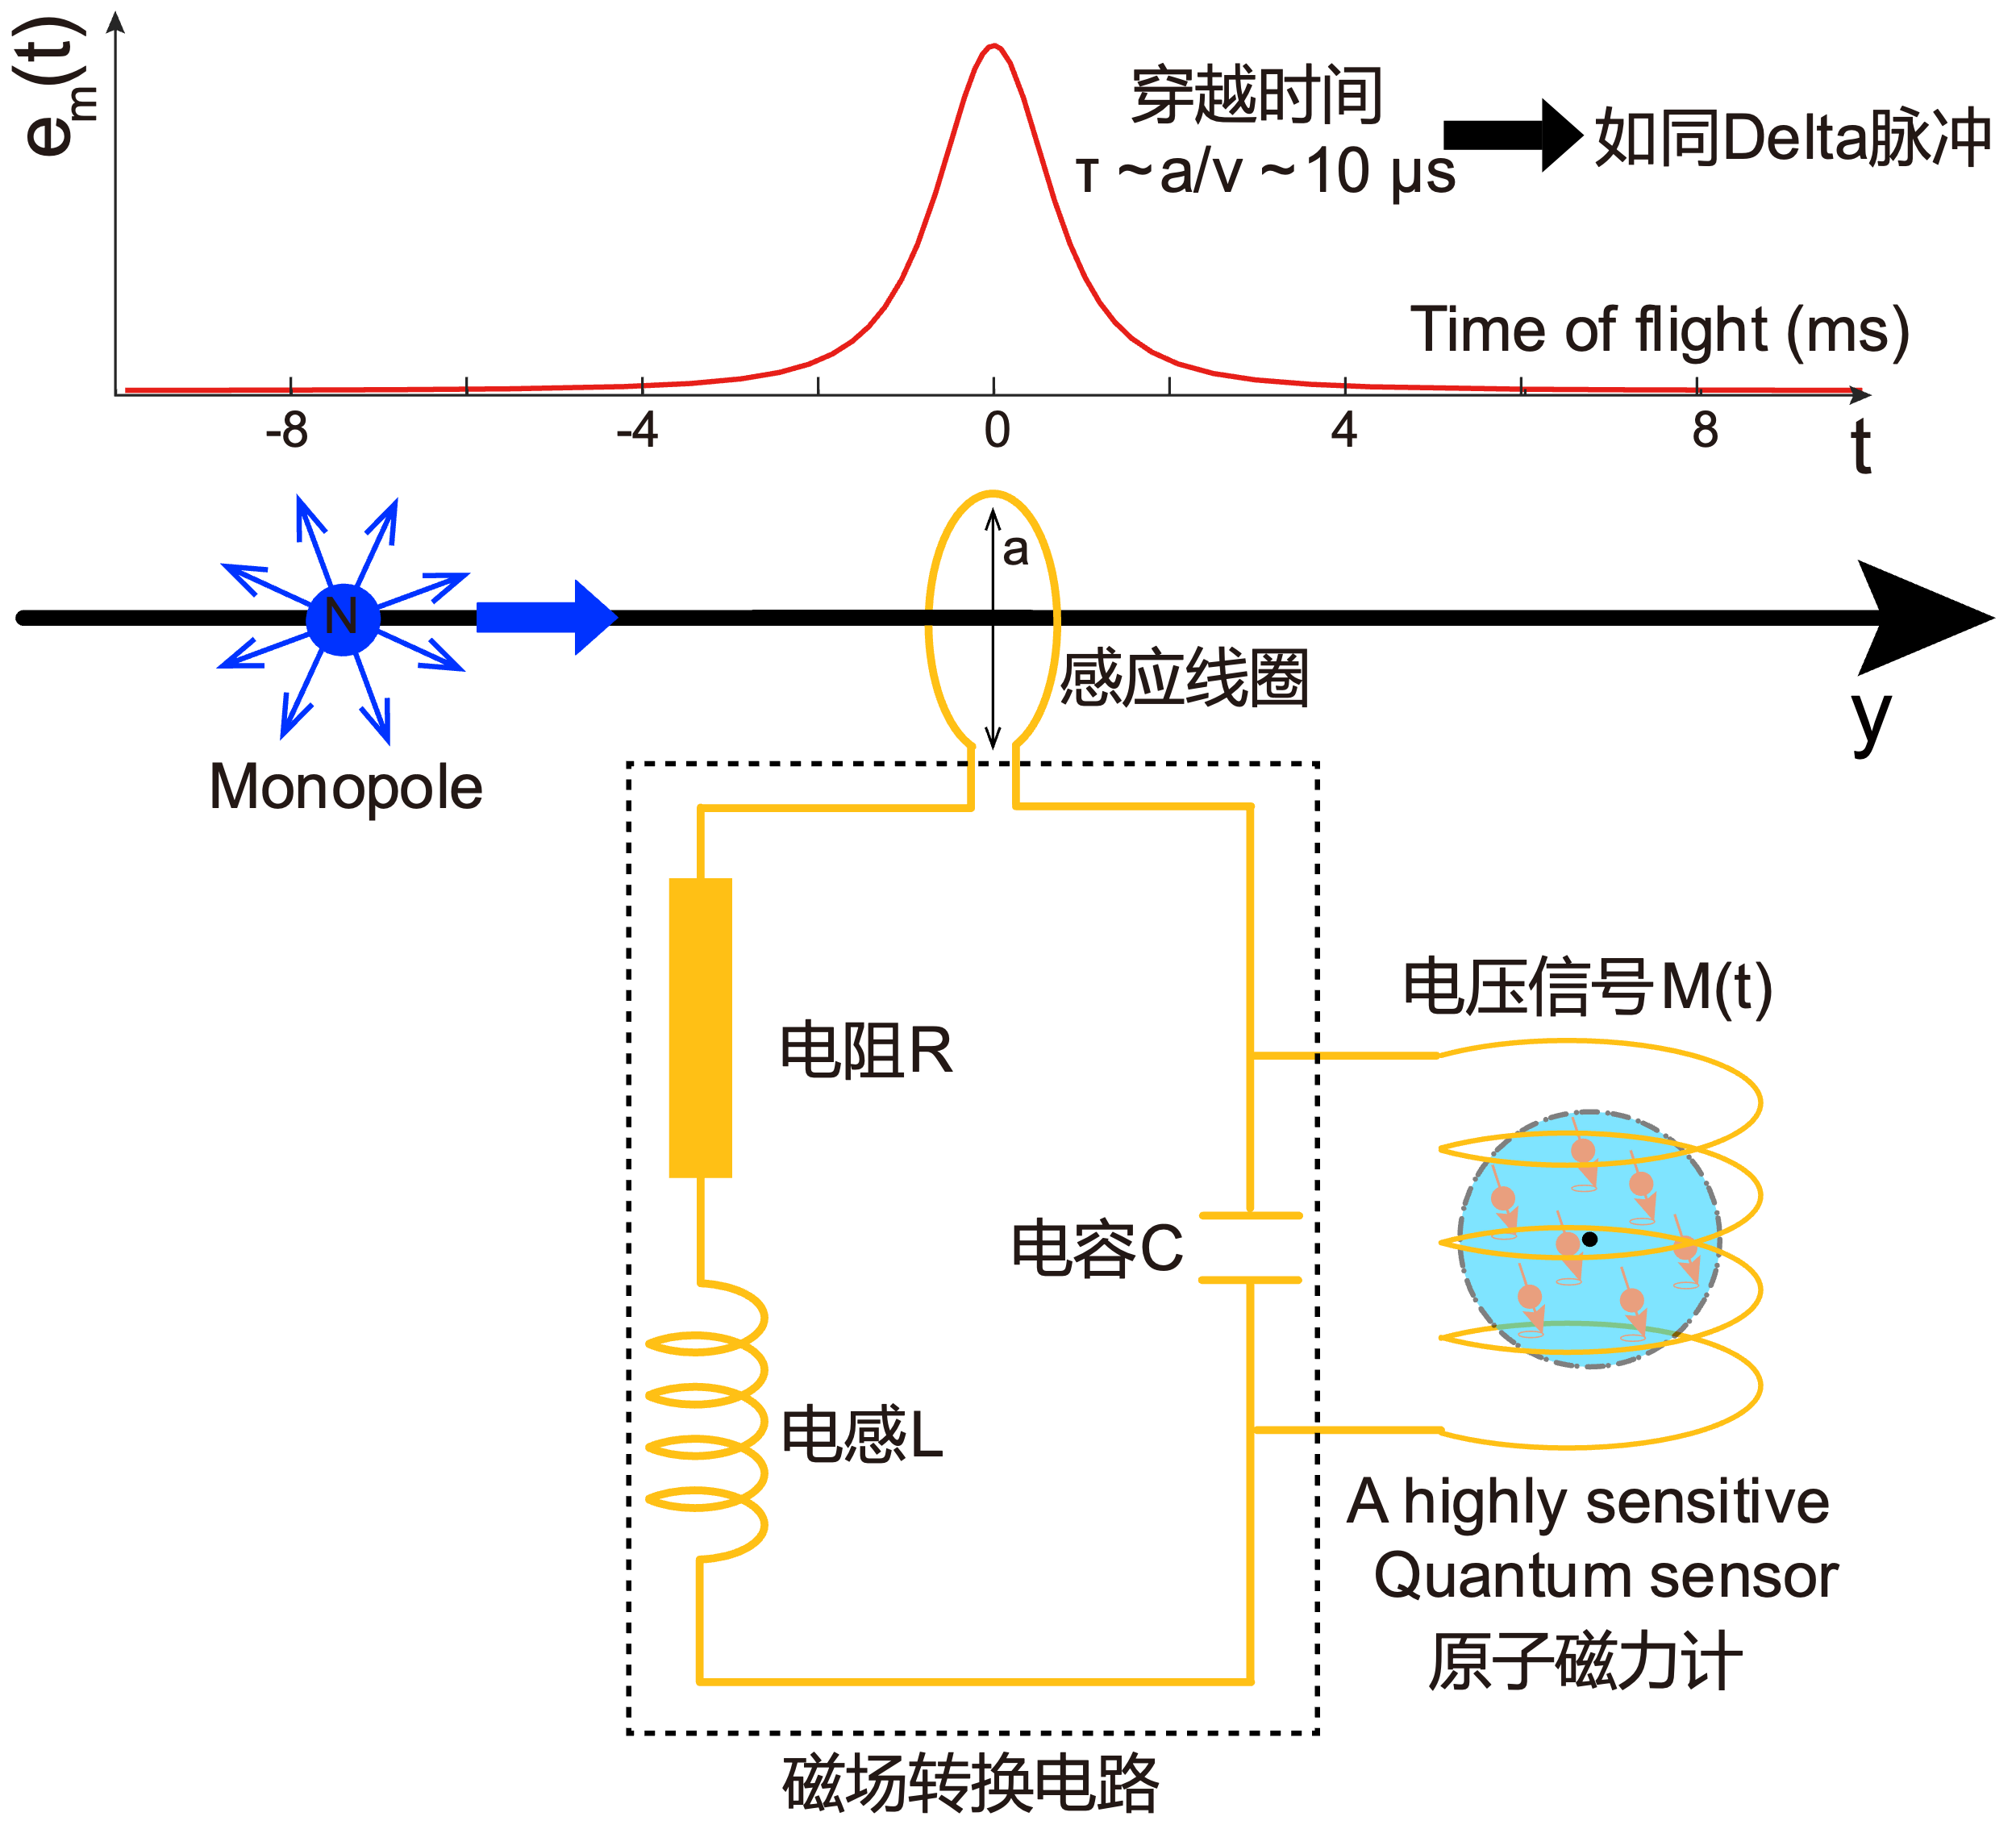 em(t)
穿越时间
τ ~a/v ~10 μs
如同Delta脉冲
Time of flight (ms)
-8
-4
0
4
8
t
a
N
感应线圈
y
Monopole
电压信号M(t)
电阻R
电容C
电感L
A highly sensitive
Quantum sensor
原子磁力计
磁场转换电路